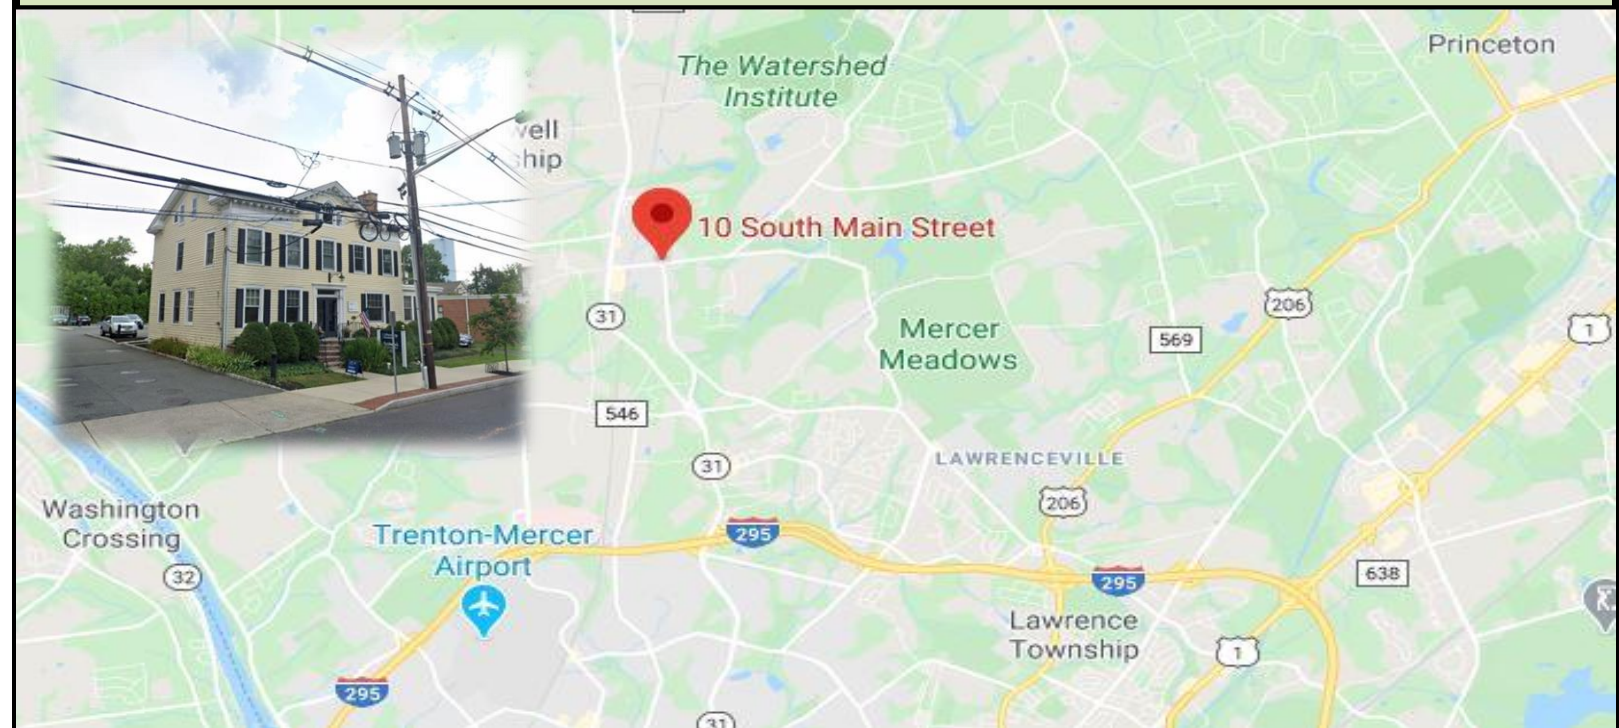 Princeton
The Watershed
Institute
10 South Main Street
31
206
1
Mercer
Meadows
569
546
LAWRENCEVILLE
31
206
Washington
Crossing
Trenton-Mercer
Airport
295
32
295
638
Lawrence
Township
1
295
31